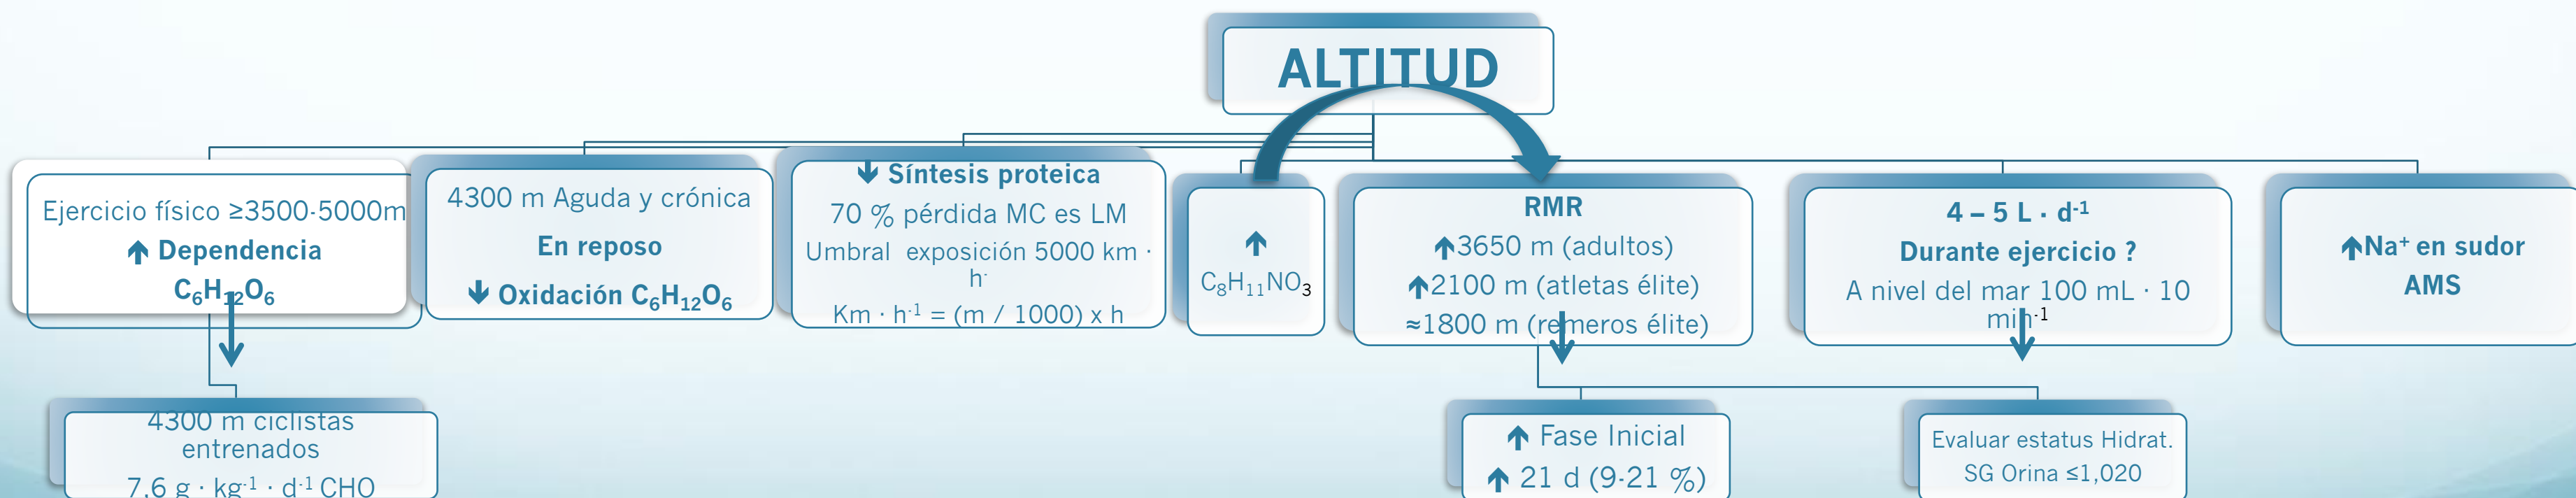 ALTITUD
Ejercicio físico ≥3500-5000m
↑ Dependencia
C₆H₁₂O₆
4300 m Aguda y crónica
En reposo
↓ Oxidación C₆H₁₂O₆
↓ Síntesis proteica
70 % pérdida MC es LM
Umbral exposición 5000 km ·
h⁻
Km · h⁻¹ = (m / 1000) x h
↑
C₈H₁₁NO₃
RMR
↑3650 m (adultos)
↑2100 m (atletas élite)
≈1800 m (remeros élite)
4 – 5 L · d⁻¹
Durante ejercicio ?
A nivel del mar 100 mL · 10
min⁻¹
↑Na⁺ en sudor
AMS
4300 m ciclistas
entrenados
7,6 g · kg⁻¹ · d⁻¹ CHO
↑ Fase Inicial
↑ 21 d (9-21 %)
Evaluar estatus Hidrat.
SG Orina ≤1,020